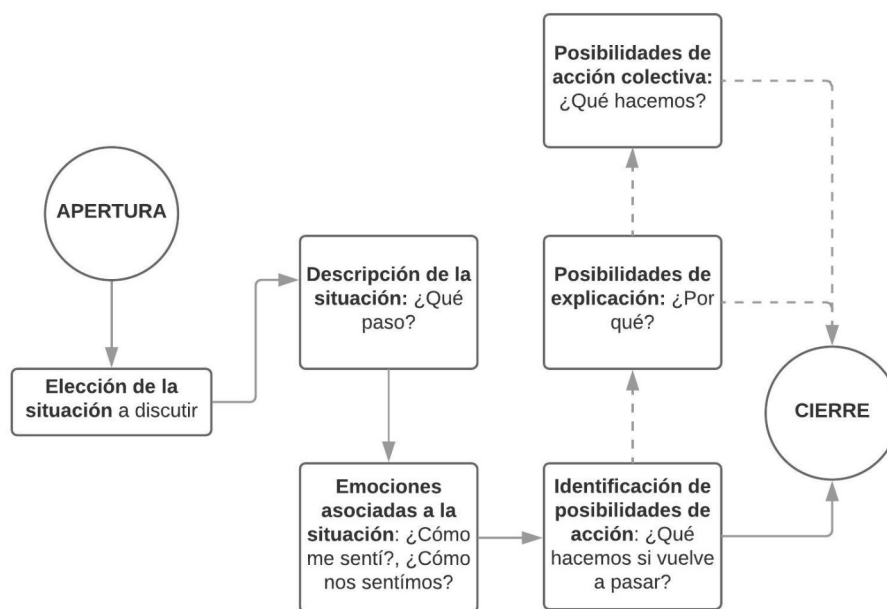 APERTURA
Elección de la
situación a discutir
Descripción de la
situación: ¿Qué
paso?
Emociones
asociadas a la
situación: ¿Cómo
me sentí?, ¿Cómo
nos sentímos?
Identificación de
posibilidades de
acción: ¿Qué
hacemos si vuelve
a pasar?
Posibilidades de
explicación: ¿Por
qué?
Posibilidades de
acción colectiva:
¿Qué hacemos?
CIERRE